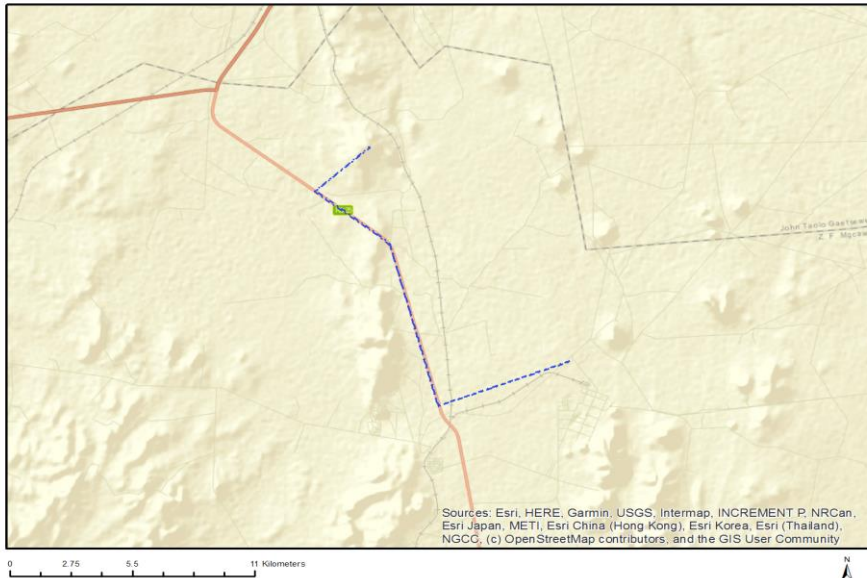 John Taolo Gaetsewe
Z F Mgcawu
Sources: Esri, HERE, Garmin, USGS, Intermap, INCREMENT P, NRCan,
Esri Japan, METI, Esri China (Hong Kong), Esri Korea, Esri (Thailand),
NGCC, (c) OpenStreetMap contributors, and the GIS User Community
0 2.75 5.5 11 Kilometers
N